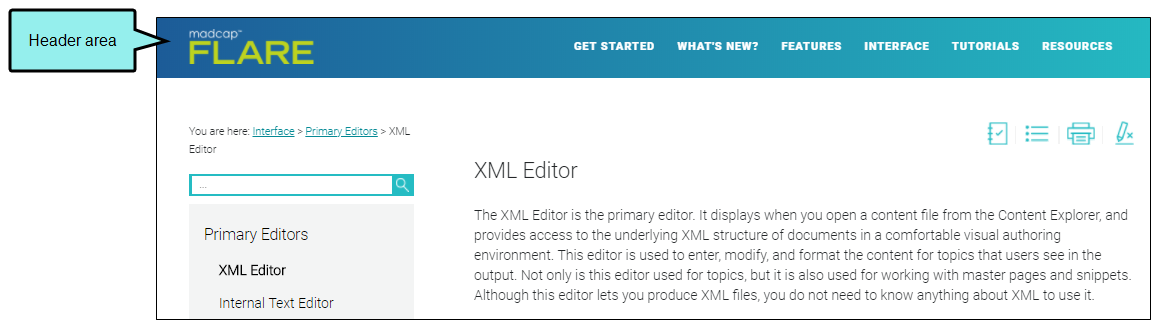 Header area
madcap™
FLARE
GET STARTED WHAT'S NEW? FEATURES INTERFACE TUTORIALS RESOURCES
You are here: Interface > Primary Editors > XML
Editor
...
Primary Editors
XML Editor
Internal Text Editor
XML Editor
The XML Editor is the primary editor. It displays when you open a content file from the Content Explorer, and
provides access to the underlying XML structure of documents in a comfortable visual authoring
environment. This editor is used to enter, modify, and format the content for topics that users see in the
output. Not only is this editor used for topics, but it is also used for working with master pages and snippets.
Although this editor lets you produce XML files, you do not need to know anything about XML to use it.